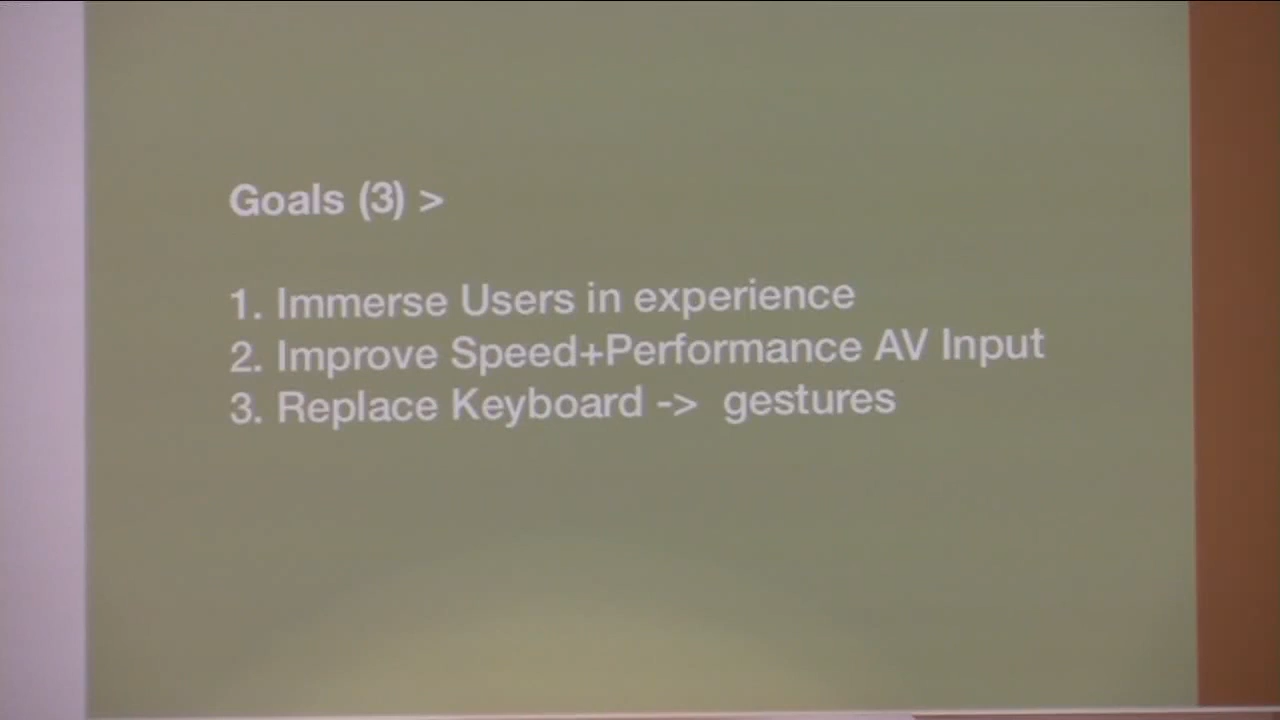 Goals (3) >
1. Immerse Users in experience
2. Improve Speed+Performance AV Input
3. Replace Keyboard -> gestures